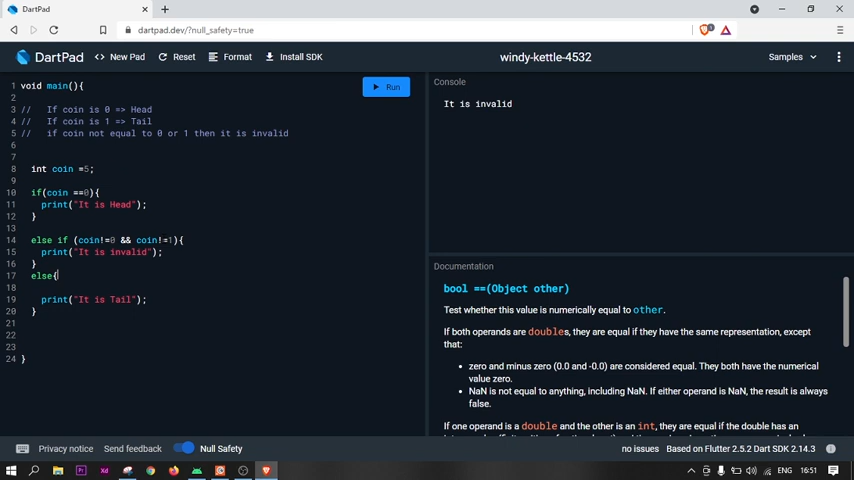 DartPad
dartpad.dev/?null_safety=true
DartPad
New Pad
Reset
Format
Install SDK
windy-kettle-4532
Samples
Run
1 void main(){
2
3 //   If coin is 0 => Head
4 //   If coin is 1 => Tail
5 //   if coin not equal to 0 or 1 then it is invalid
6
7
8   int coin =5;
9
10   if(coin ==0){
11     print("It is Head");
12   }
13
14   else if (coin!=0 && coin!=1){
15     print("It is invalid");
16   }
17   else{
18
19     print("It is Tail");
20   }
21
22
23
24 }
Console
It is invalid
Documentation
bool ==(Object other)
Test whether this value is numerically equal to other.
If both operands are doubles, they are equal if they have the same representation, except
that:
• zero and minus zero (0.0 and -0.0) are considered equal. They both have the numerical
value zero.
• NaN is not equal to anything, including NaN. If either operand is NaN, the result is always
false.
If one operand is a double and the other is an int, they are equal if the double has an
Privacy notice
Send feedback
Null Safety
no issues
Based on Flutter 2.5.2 Dart SDK 2.14.3
ENG
16:51